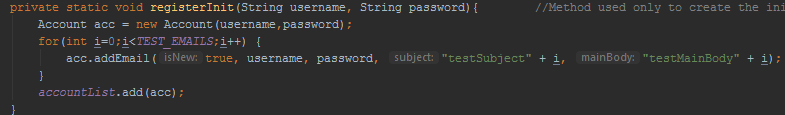 private static void registerInit(String username, String password){ //Method used only to create the ini
Account acc = new Account(username,password);
for(int i=0;i<TEST_EMAILS;i++) {
acc.addEmail( isNew: true, username, password, subject: "testSubject" + i, mainBody: "testMainBody" + i);
}
accountList.add(acc);
}